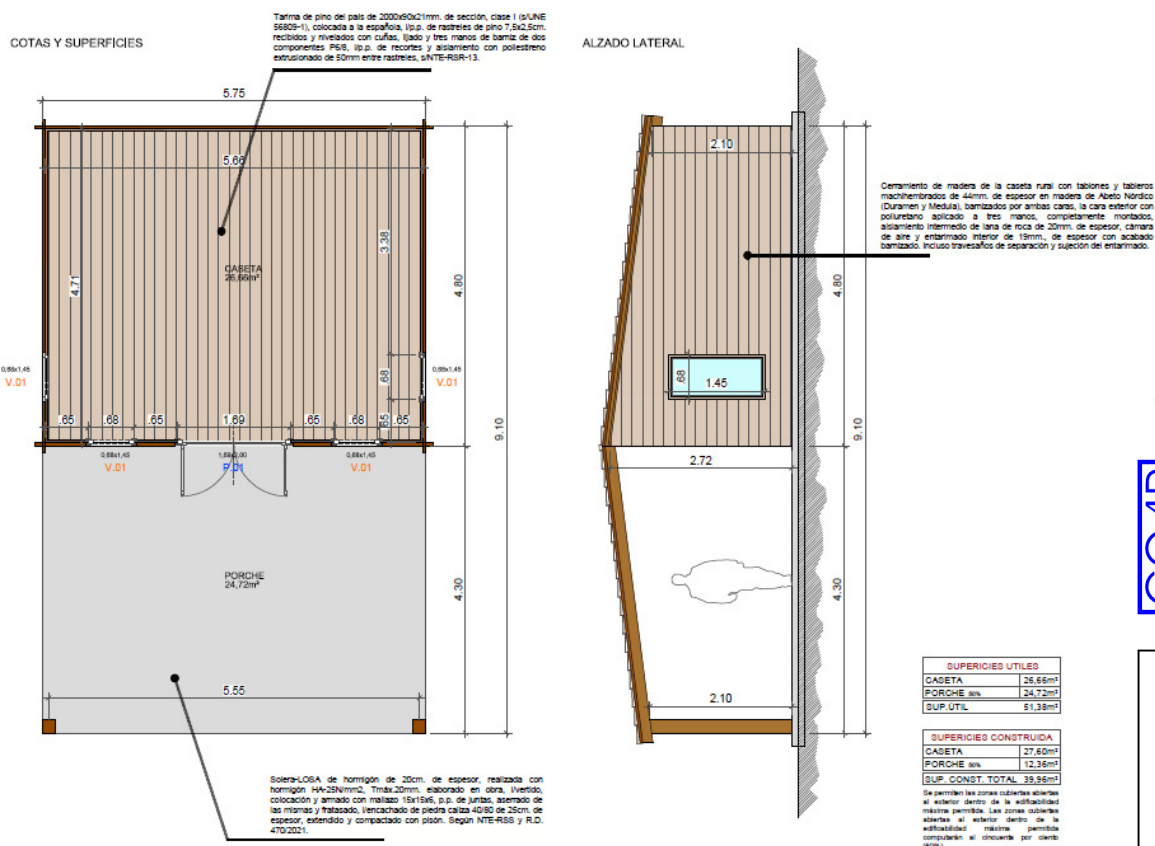 COTAS Y SUPERFICIES
Tarima de pino del país de 2000x90x21mm. de sección, clase I (s/UNE
56809-1), colocada a la española, i/p.p. de rastreles de pino 7,5x2,5cm.
recibidos y nivelados con cuñas, lijado y tres manos de barniz de dos
componentes P6/8, i/p.p. de recortes y aislamiento con poliestireno
extrusionado de 50mm entre rastreles, s/NTE-RSR-13.
ALZADO LATERAL
5.75
5.66
3.38
CASETA
26,66m²
4.71
4.80
9.10
0,68x1,45
V.01
.68
.65
0,68x1,45
V.01
.65
.68
.65
1.69
.65
.68
.65
0,68x1,45
V.01
P.01
0,68x1,45
V.01
PORCHE
24,72m²
4.30
5.55
Solera-LOSA de hormigón de 20cm. de espesor, realizada con
hormigón HA-25N/mm2, Tmáx.20mm. elaborado en obra, i/vertido,
colocación y armado con mallazo 15x15x6, p.p. de juntas, aserrado de
las mismas y fratasado, i/encachado de piedra caliza 40/80 de 25cm. de
espesor, extendido y compactado con pisón. Según NTE-RSS y R.D.
470/2021.
2.10
4.80
9.10
.68
1.45
2.72
4.30
2.10
Cerramiento de madera de la caseta rural con tablones y tableros
machihembrados de 44mm. de espesor en madera de Abeto Nórdico
(Duramen y Medula), barnizados por ambas caras, la cara exterior con
poliuretano aplicado a tres manos, completamente montados,
aislamiento intermedio de lana de roca de 20mm. de espesor, cámara
de aire y entarimado interior de 19mm., de espesor con acabado
barnizado. Incluso travesaños de separación y sujeción del entarimado.
SUPERICIES UTILES
CASETA 26,66m²
PORCHE 50% 24,72m²
SUP.ÚTIL 51,38m²
SUPERICIES CONSTRUIDA
CASETA 27,60m²
PORCHE 50% 12,36m²
SUP. CONST. TOTAL 39,96m²
Se permiten las zonas cubiertas abiertas
al exterior dentro de la edificabilidad
máxima permitida. Las zonas cubiertas
abiertas al exterior dentro de la
edificabilidad máxima permitida
computarán al cincuenta por ciento
(50%).